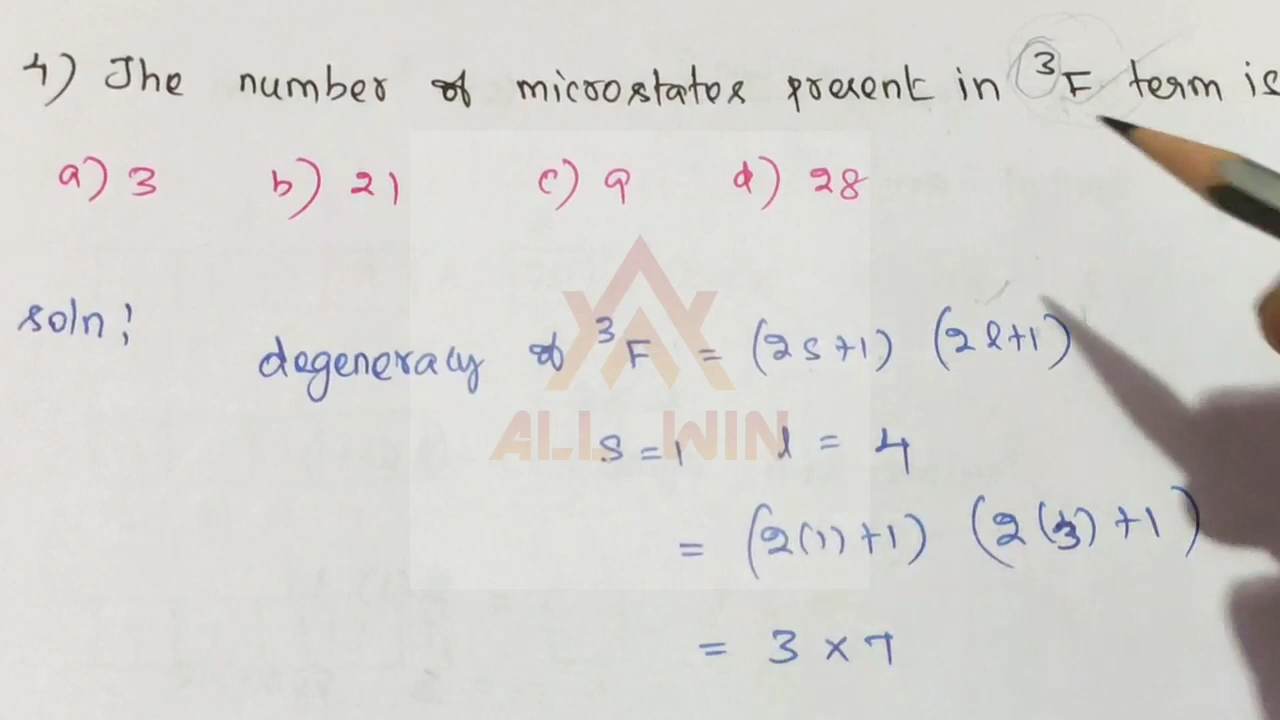 4) The number of microstates present in ³F term is
a) 3 b) 21 c) 9 d) 28
soln:
degeneracy of ³F = (2s+1) (2l+1)
ALL WIN
s = 1 l = 4
= (2(1)+1) (2(3)+1)
= 3 × 7